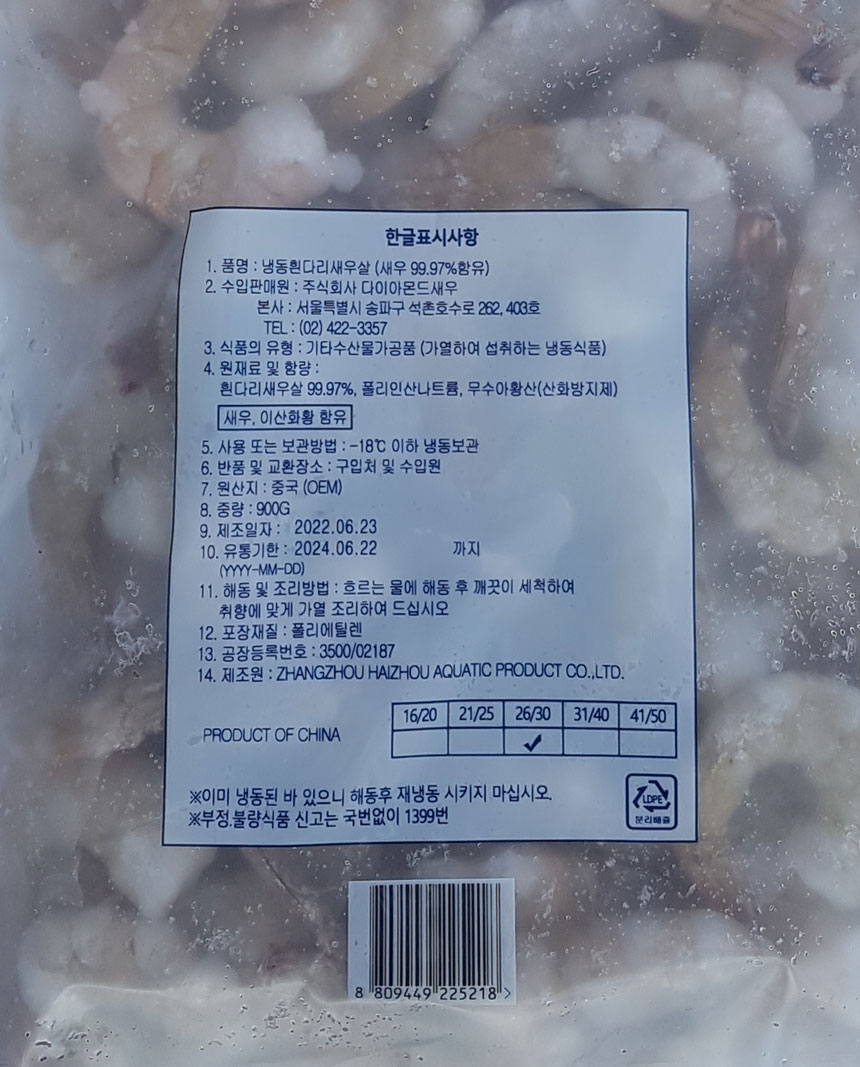 한글표시사항
1. 품명 : 냉동흰다리새우살 (새우 99.97%함유)
2. 수입판매원 : 주식회사 다이아몬드새우
본사 : 서울특별시 송파구 석촌호수로 262, 403호
TEL : (02) 422-3357
3. 식품의 유형 : 기타수산물가공품 (가열하여 섭취하는 냉동식품)
4. 원재료 및 함량 :
흰다리새우살 99.97%, 폴리인산나트륨, 무수아황산(산화방지제)
새우, 이산화황 함유
5. 사용 또는 보관방법 : -18℃ 이하 냉동보관
6. 반품 및 교환장소 : 구입처 및 수입원
7. 원산지 : 중국 (OEM)
8. 중량 : 900G
9. 제조일자 : 2022.06.23
10. 유통기한 : 2024.06.22 까지
(YYYY-MM-DD)
11. 해동 및 조리방법 : 흐르는 물에 해동 후 깨끗이 세척하여
취향에 맞게 가열 조리하여 드십시오
12. 포장재질 : 폴리에틸렌
13. 공장등록번호 : 3500/02187
14. 제조원 : ZHANGZHOU HAIZHOU AQUATIC PRODUCT CO.,LTD.
16/20 21/25 26/30 31/40 41/50
PRODUCT OF CHINA ✓
※이미 냉동된 바 있으니 해동후 재냉동 시키지 마십시오.
※부정.불량식품 신고는 국번없이 1399번
LDPE
분리배출
8 809449 225218 >